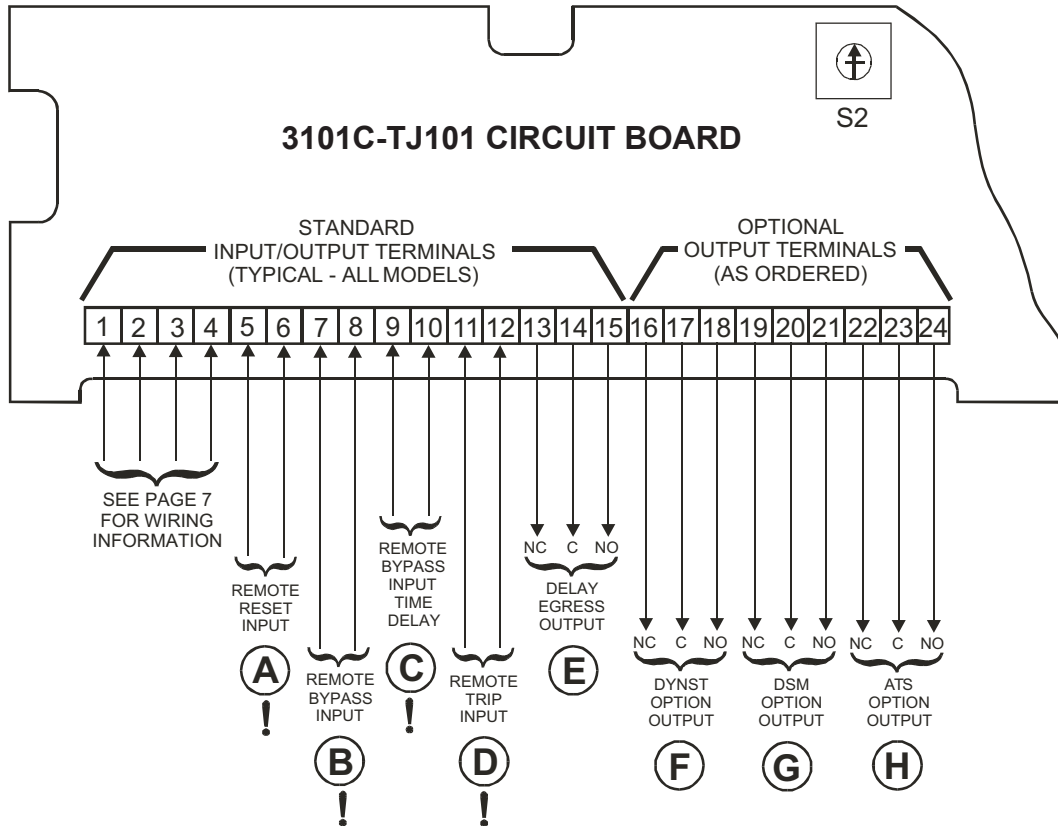 S2
3101C-TJ101 CIRCUIT BOARD
STANDARD
INPUT/OUTPUT TERMINALS
(TYPICAL - ALL MODELS)
OPTIONAL
OUTPUT TERMINALS
(AS ORDERED)
1 2 3 4 5 6 7 8 9 10 11 12 13 14 15 16 17 18 19 20 21 22 23 24
SEE PAGE 7
FOR WIRING
INFORMATION
REMOTE
RESET
INPUT
A
!
REMOTE
BYPASS
INPUT
B
!
REMOTE
BYPASS
INPUT
TIME
DELAY
C
!
REMOTE
TRIP
INPUT
D
!
NC C NO
DELAY
EGRESS
OUTPUT
E
NC C NO
DYNST
OPTION
OUTPUT
F
NC C NO
DSM
OPTION
OUTPUT
G
NC C NO
ATS
OPTION
OUTPUT
H